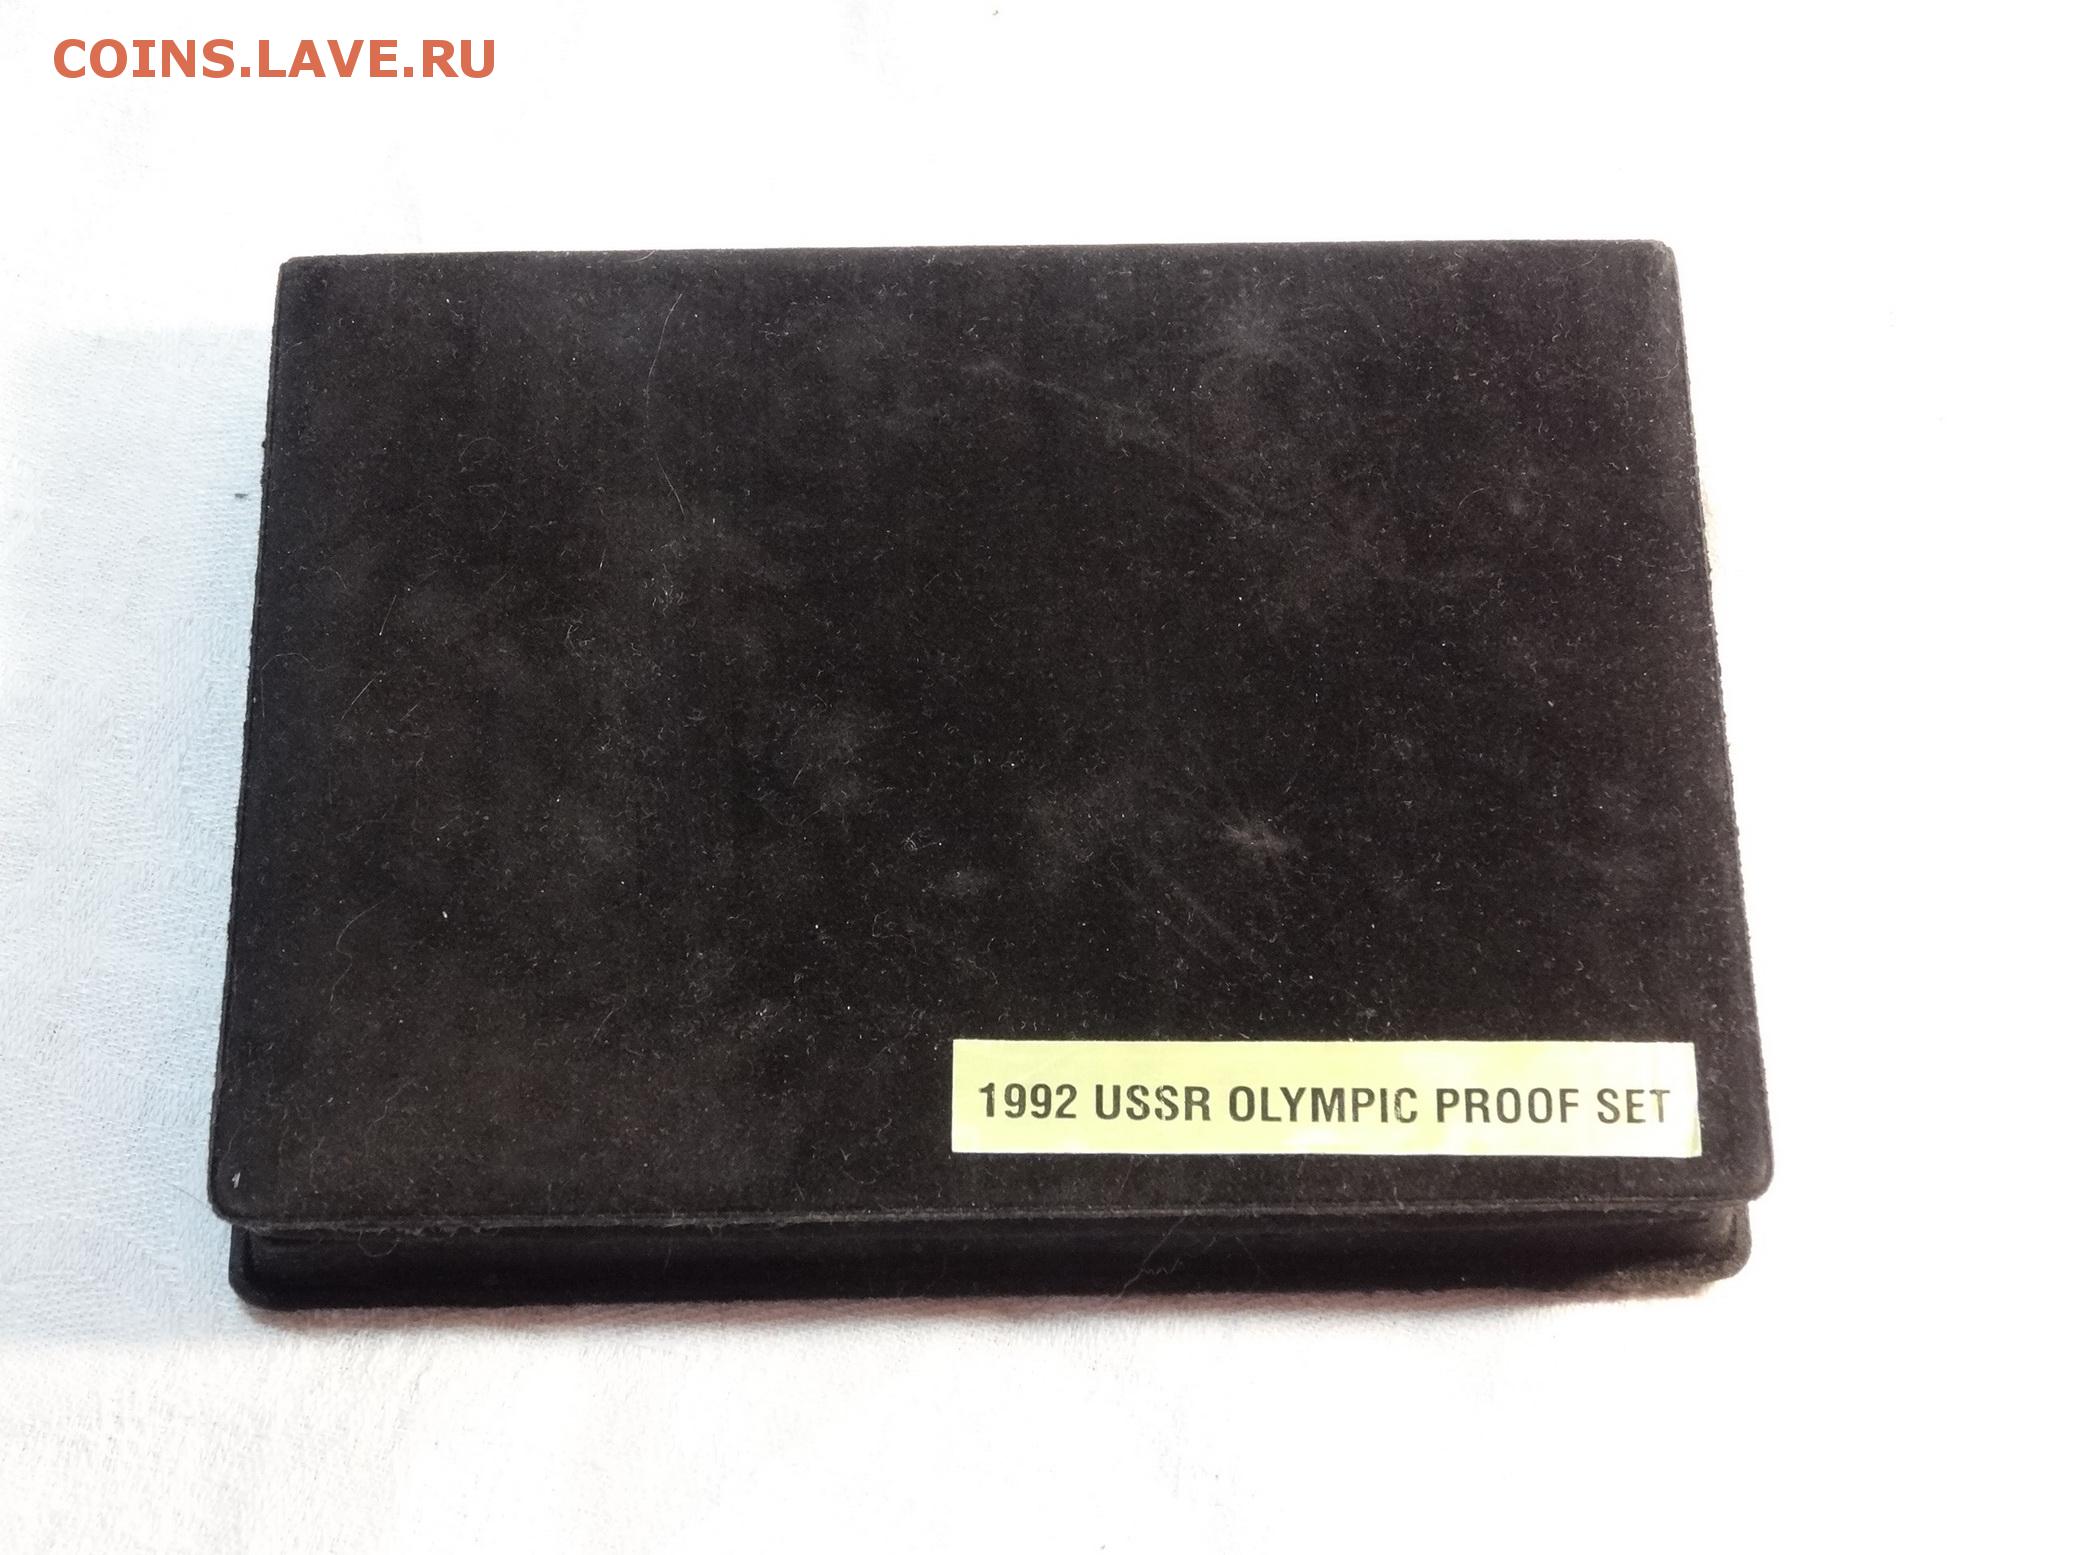 COINS.LAVE.RU
1992 USSR OLYMPIC PROOF SET